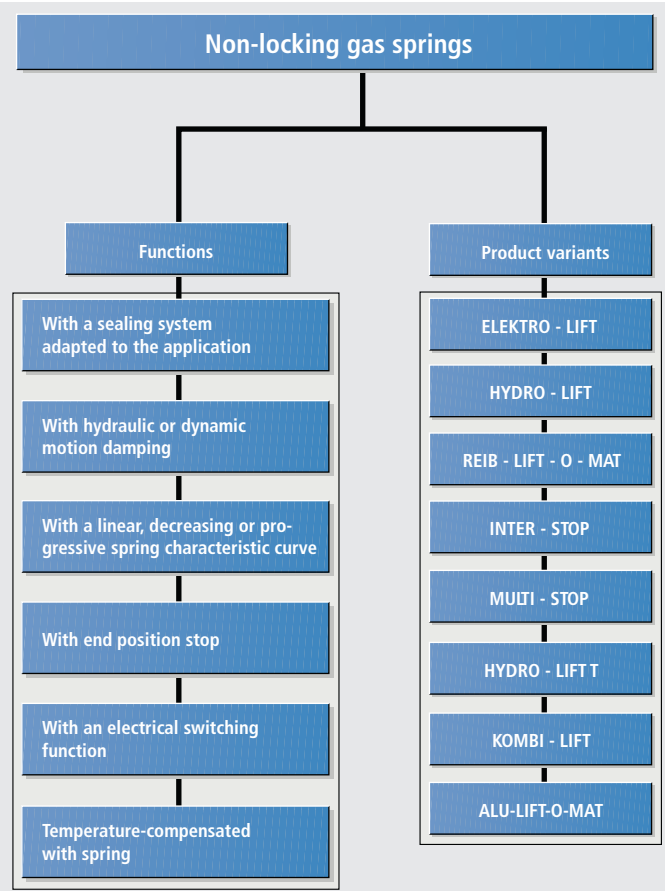 Non-locking gas springs
Functions
With a sealing system
adapted to the application
With hydraulic or dynamic
motion damping
With a linear, decreasing or pro-
gressive spring characteristic curve
With end position stop
With an electrical switching
function
Temperature-compensated
with spring
Product variants
ELEKTRO - LIFT
HYDRO - LIFT
REIB - LIFT - O - MAT
INTER - STOP
MULTI - STOP
HYDRO - LIFT T
KOMBI - LIFT
ALU-LIFT-O-MAT